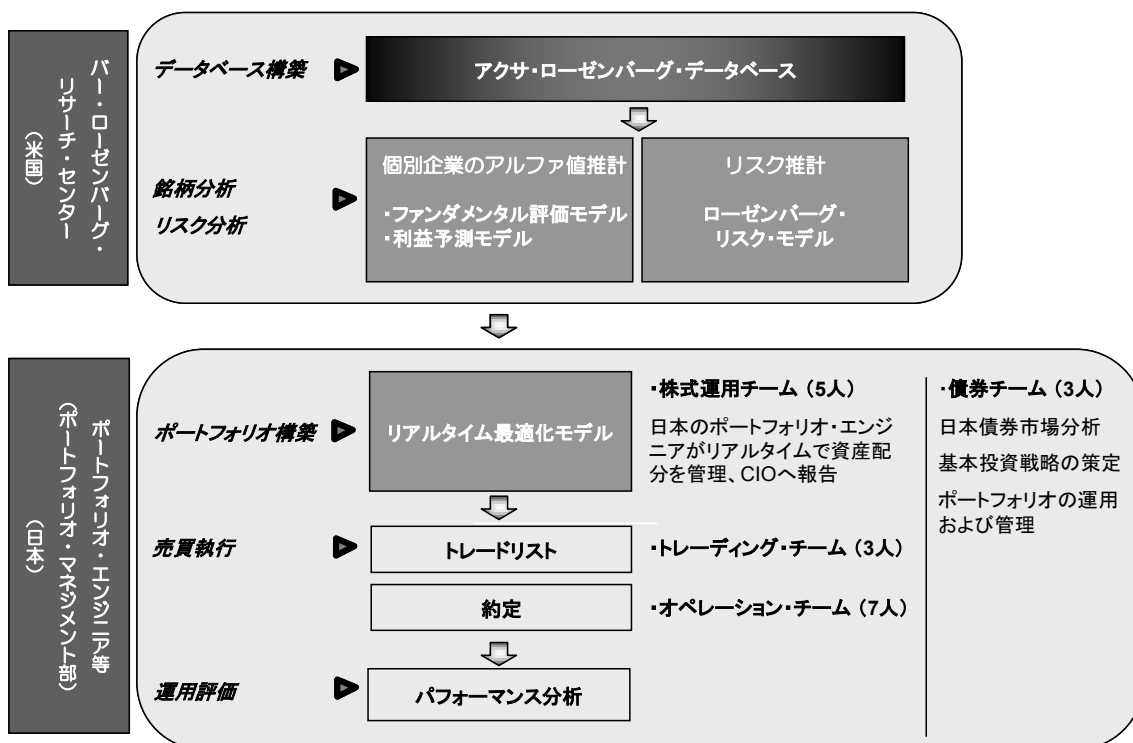 バー・ローゼンバーグ・
リサーチ・センター
（米国）
データベース構築
アクサ・ローゼンバーグ・データベース
銘柄分析
リスク分析
個別企業のアルファ値推計
・ファンダメンタル評価モデル
・利益予測モデル
リスク推計
ローゼンバーグ・
リスク・モデル
ポートフォリオ・エンジニア等
（ポートフォリオ・マネジメント部）
（日本）
ポートフォリオ構築
リアルタイム最適化モデル
・株式運用チーム（5人）
日本のポートフォリオ・エンジ
ニアがリアルタイムで資産配
分を管理、CIOへ報告
売買執行
トレードリスト
・トレーディング・チーム（3人）
約定
・オペレーション・チーム（7人）
運用評価
パフォーマンス分析
・債券チーム（3人）
日本債券市場分析
基本投資戦略の策定
ポートフォリオの運用
および管理